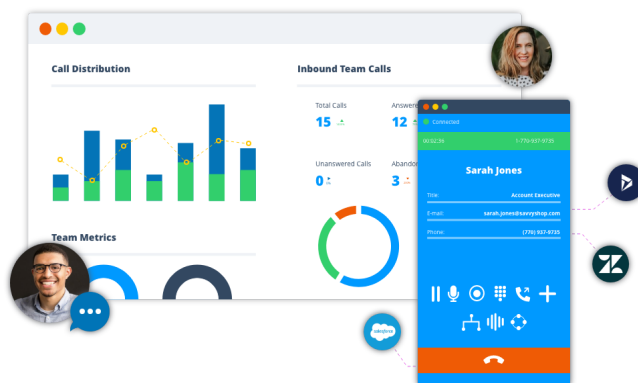 Call Distribution
Inbound Team Calls
Total Calls
15
Answere
12
Unanswered Calls
0
Abando
3
Team Metrics
Connected
00:02:56
1-770-937-9735
Sarah Jones
Title:
Account Executive
E-mail:
sarah.jones@savvyshop.com
Phone:
(770) 937-9735
salesforce